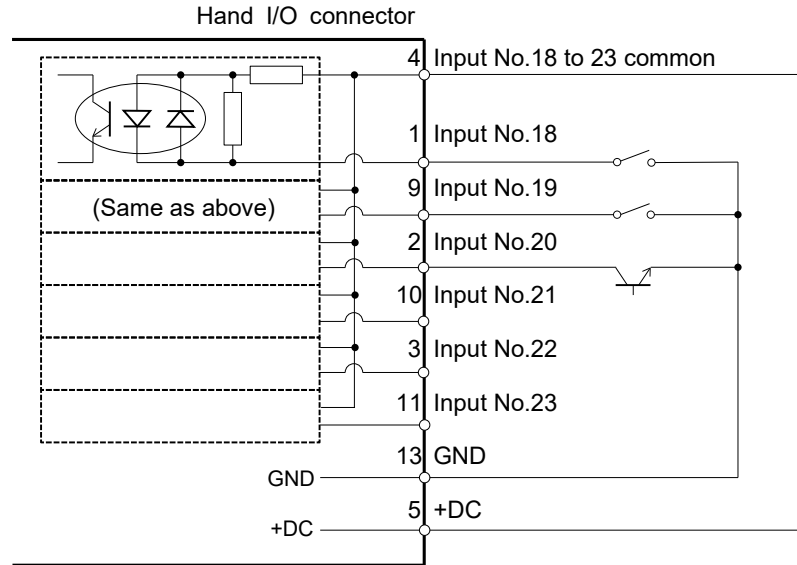 Hand I/O connector
4 Input No.18 to 23 common
1 Input No.18
9 Input No.19
(Same as above)
2 Input No.20
10 Input No.21
3 Input No.22
11 Input No.23
13 GND
GND
5 +DC
+DC